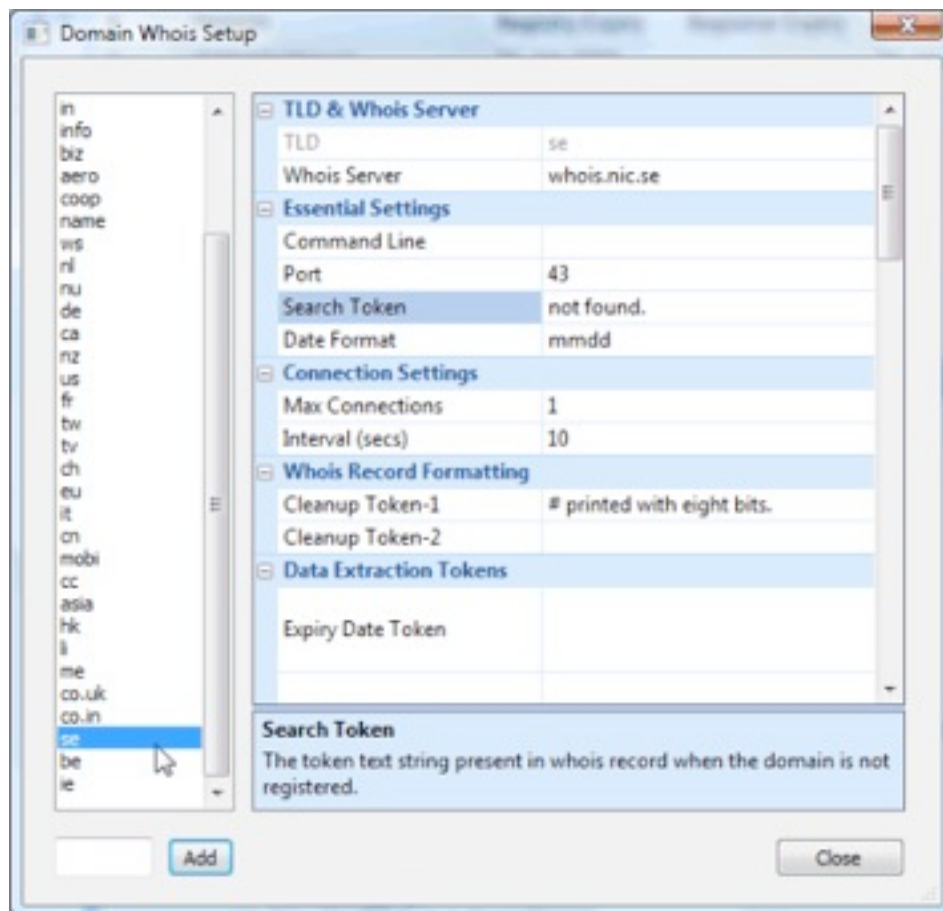 Domain Whois Setup
in
info
biz
aero
coop
name
ws
nl
nu
de
ca
nz
us
fr
tw
tv
ch
eu
it
cn
mobi
cc
asia
hk
li
me
co.uk
co.in
se
be
ie
TLD & Whois Server
TLD se
Whois Server whois.nic.se
Essential Settings
Command Line
Port 43
Search Token not found.
Date Format mmdd
Connection Settings
Max Connections 1
Interval (secs) 10
Whois Record Formatting
Cleanup Token-1 # printed with eight bits.
Cleanup Token-2
Data Extraction Tokens
Expiry Date Token
Search Token
The token text string present in whois record when the domain is not
registered.
Add
Close